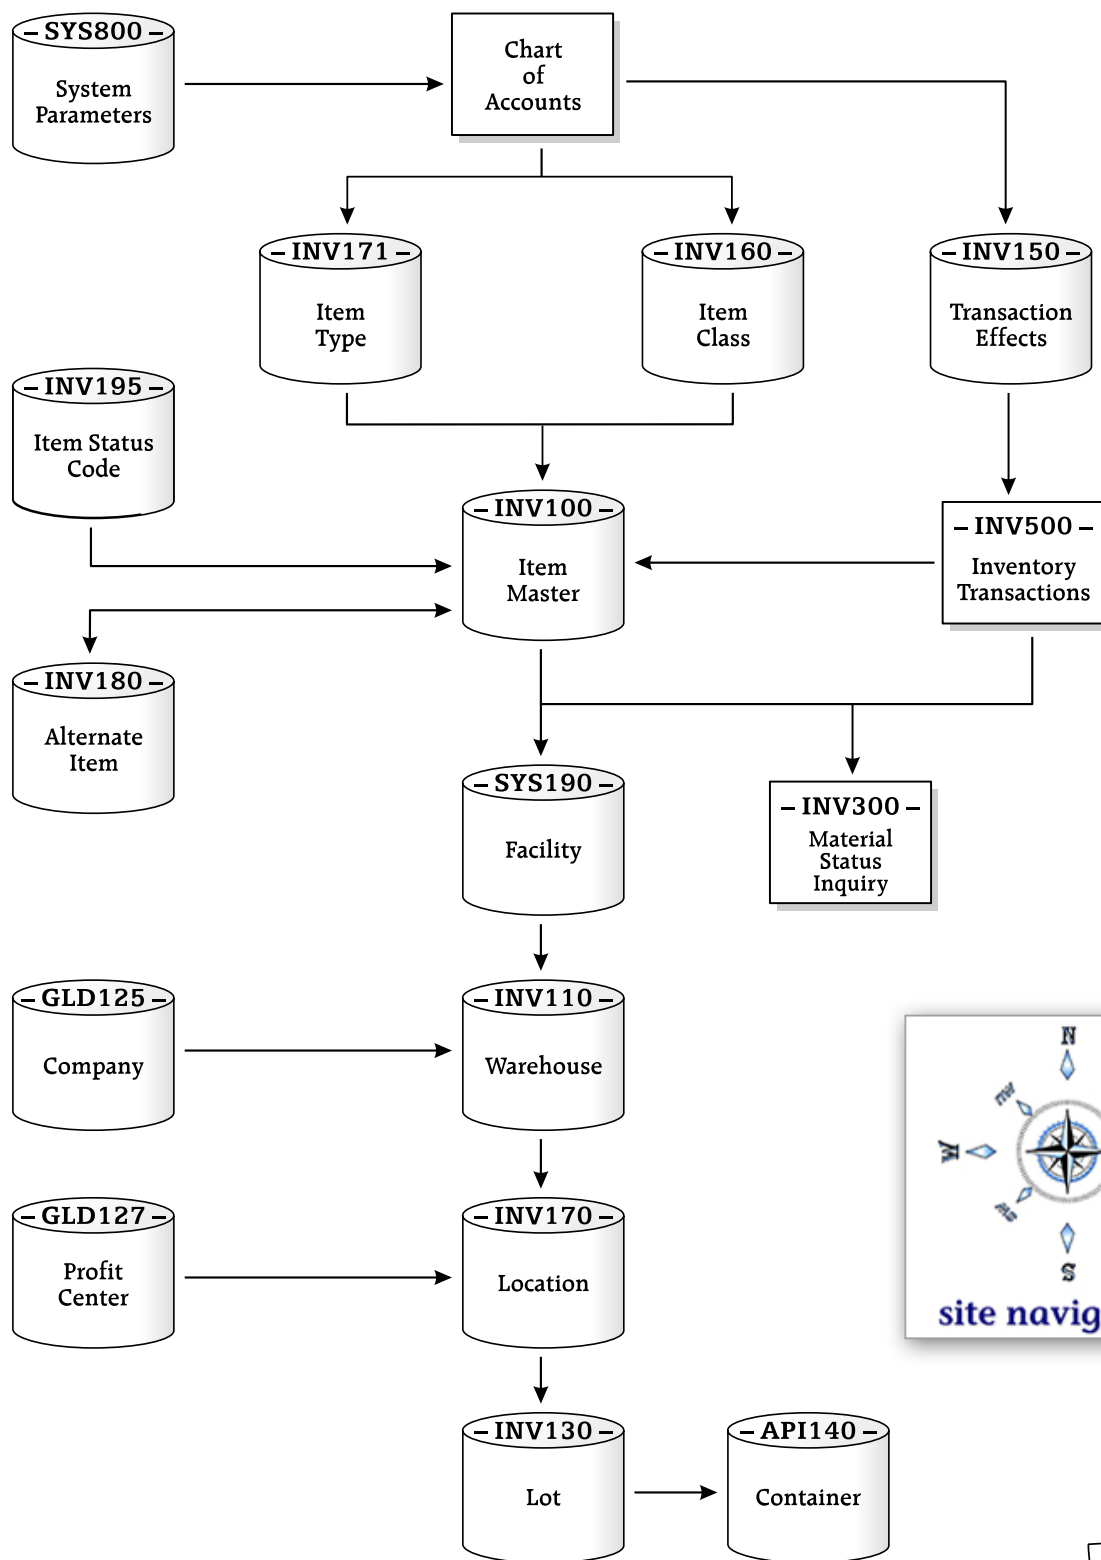 – SYS800 –
System
Parameters
Chart
of
Accounts
– INV171 –
Item
Type
– INV160 –
Item
Class
– INV150 –
Transaction
Effects
– INV195 –
Item Status
Code
– INV100 –
Item
Master
– INV500 –
Inventory
Transactions
– INV180 –
Alternate
Item
– SYS190 –
Facility
– INV300 –
Material
Status
Inquiry
– GLD125 –
Company
– INV110 –
Warehouse
N
NW
W
SW
S
site navig
– GLD127 –
Profit
Center
– INV170 –
Location
– INV130 –
Lot
– API140 –
Container